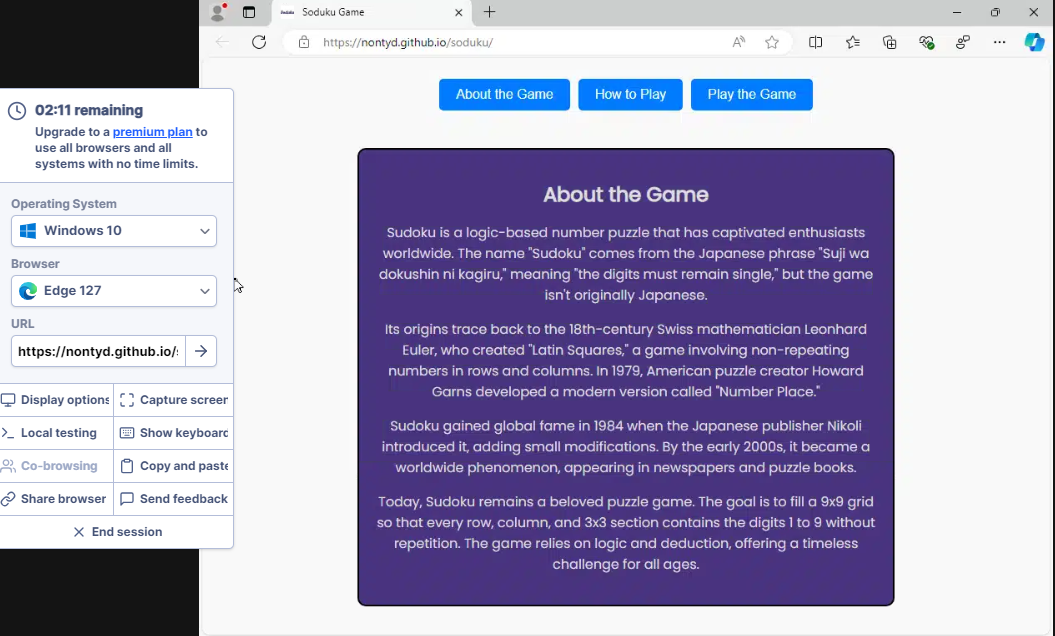 Soduku Game
https://nontyd.github.io/soduku/
02:11 remaining
Upgrade to a premium plan to
use all browsers and all
systems with no time limits.
Operating System
Windows 10
Browser
Edge 127
URL
https://nontyd.github.io/
Display options
Capture screen
Local testing
Show keyboard
Co-browsing
Copy and paste
Share browser
Send feedback
End session
About the Game
How to Play
Play the Game
About the Game
Sudoku is a logic-based number puzzle that has captivated enthusiasts
worldwide. The name "Sudoku" comes from the Japanese phrase "Suji wa
dokushin ni kagiru," meaning "the digits must remain single," but the game
isn't originally Japanese.
Its origins trace back to the 18th-century Swiss mathematician Leonhard
Euler, who created "Latin Squares," a game involving non-repeating
numbers in rows and columns. In 1979, American puzzle creator Howard
Garns developed a modern version called "Number Place."
Sudoku gained global fame in 1984 when the Japanese publisher Nikoli
introduced it, adding small modifications. By the early 2000s, it became a
worldwide phenomenon, appearing in newspapers and puzzle books.
Today, Sudoku remains a beloved puzzle game. The goal is to fill a 9x9 grid
so that every row, column, and 3x3 section contains the digits 1 to 9 without
repetition. The game relies on logic and deduction, offering a timeless
challenge for all ages.